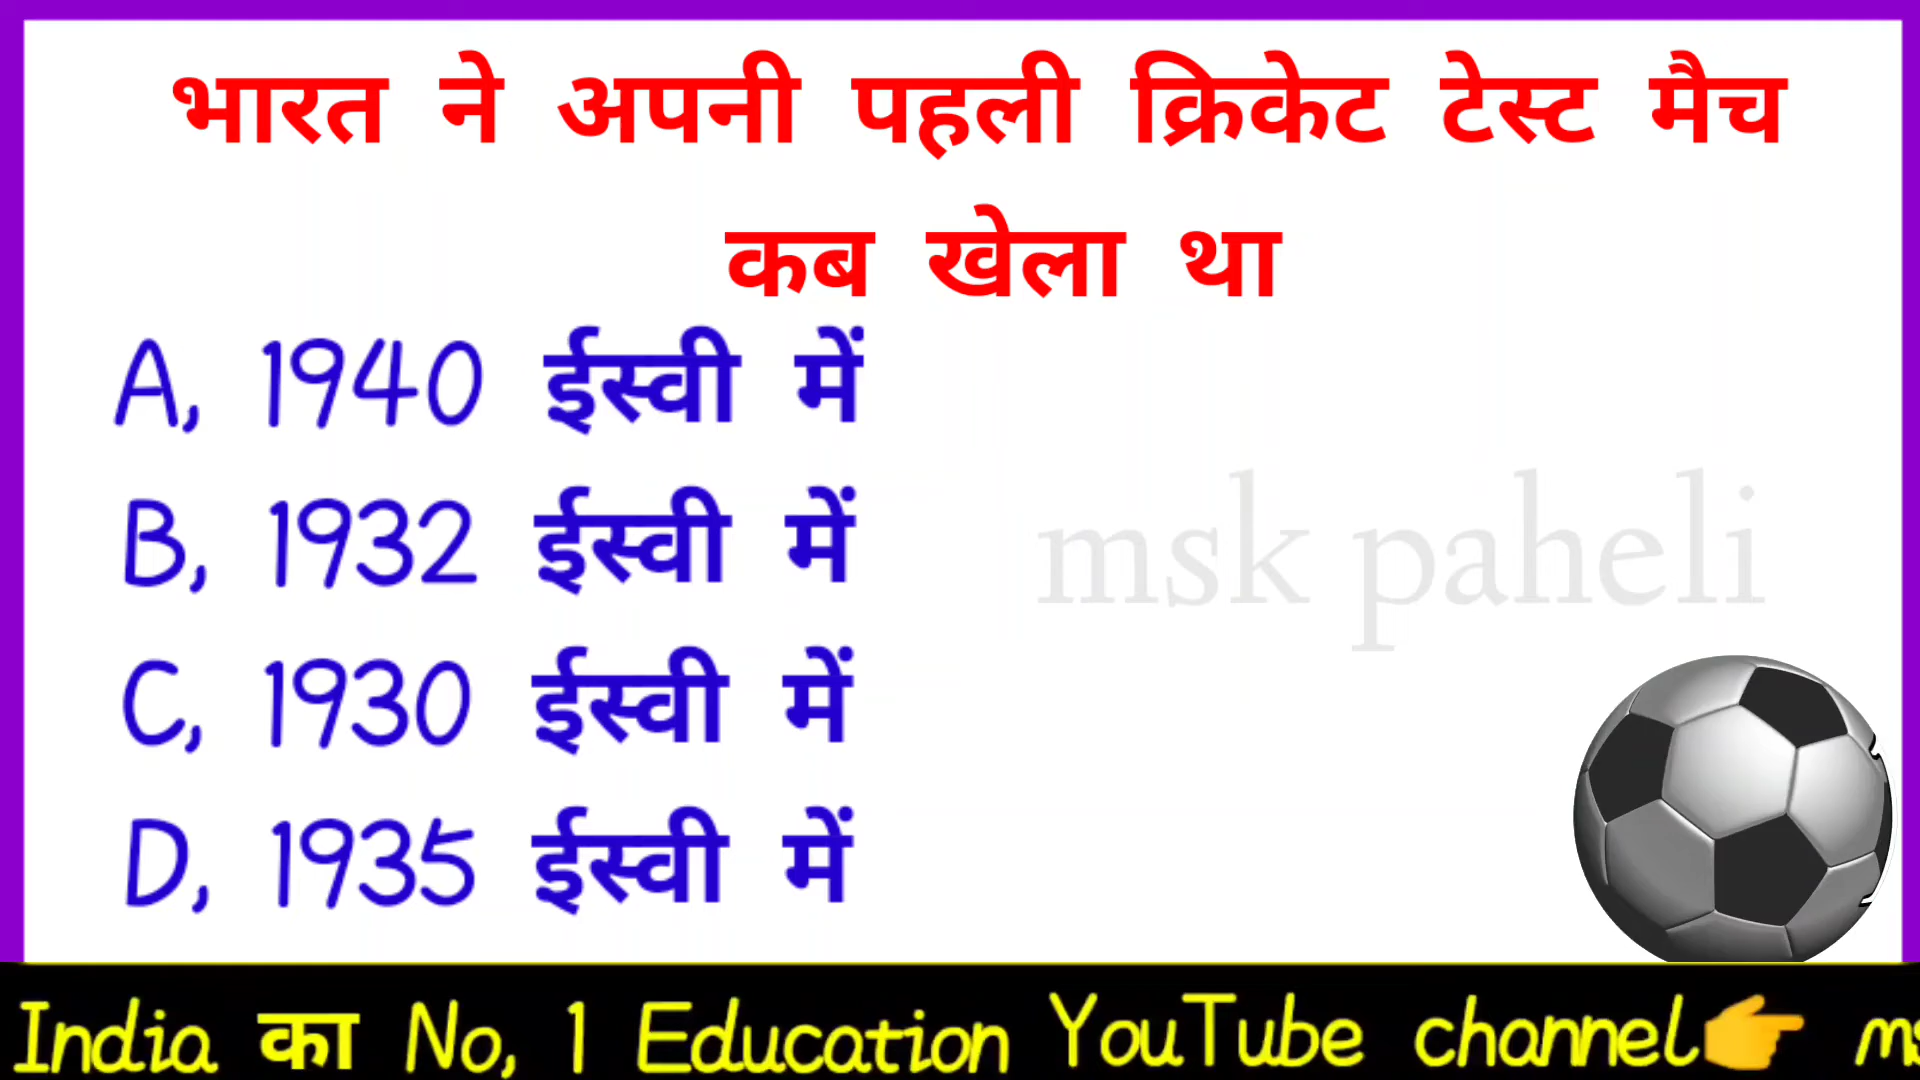 भारत ने अपनी पहली क्रिकेट टेस्ट मैच
कब खेला था
A, 1940 ईस्वी में
B, 1932 ईस्वी में
C, 1930 ईस्वी में
D, 1935 ईस्वी में
msk paheli
India का No, 1 Education YouTube channel👉